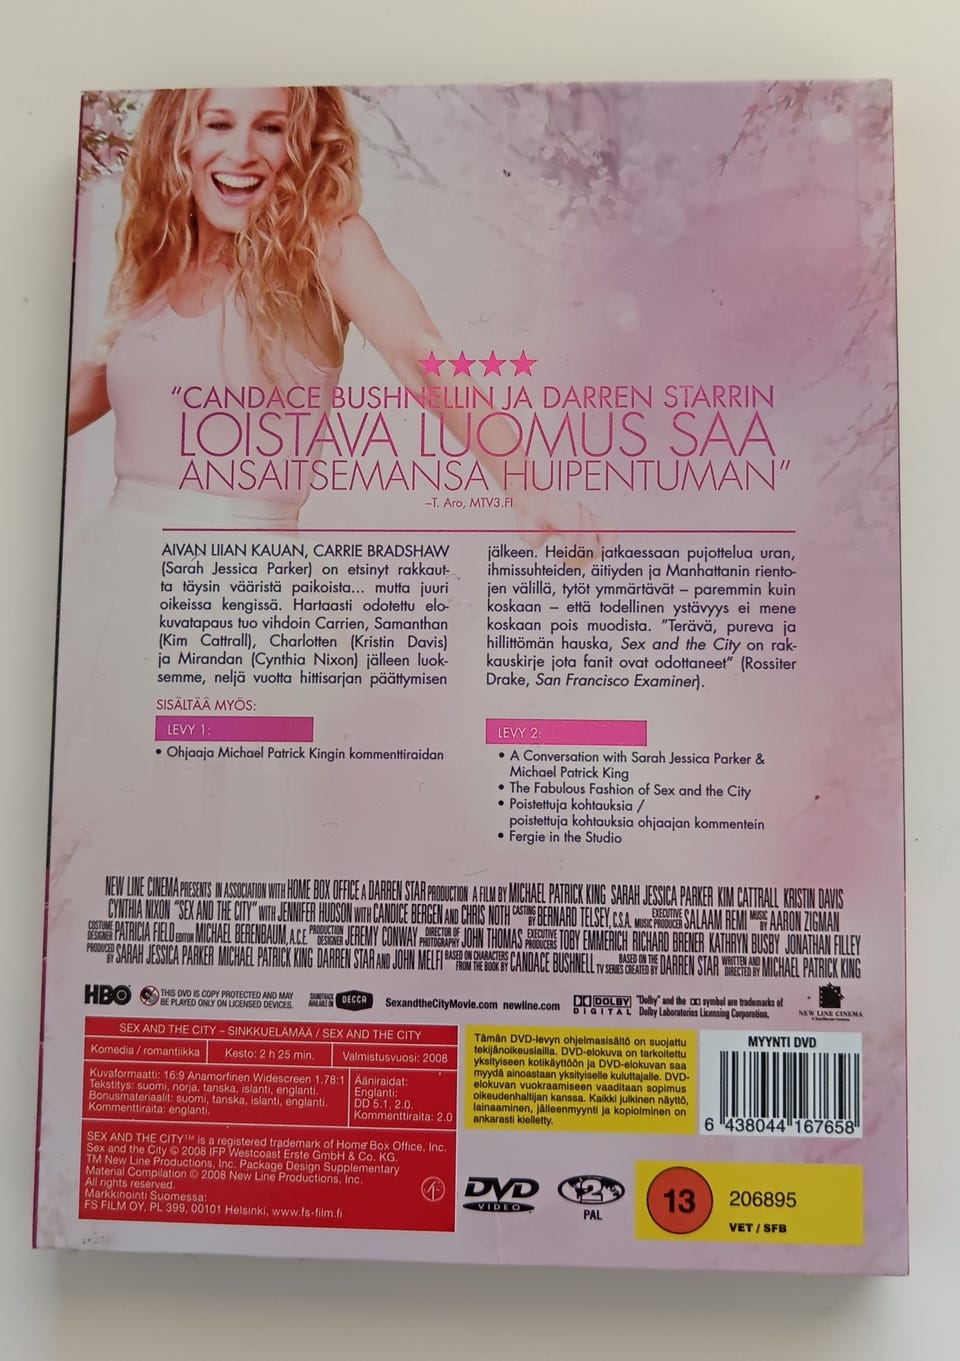 ★★★★
“CANDACE BUSHNELLIN JA DARREN STARRIN
LOISTAVA LUOMUS SAA
ANSAITSEMANSA HUIPENTUMAN”
–T. Aro, MTV3.FI
AIVAN LIIAN KAUAN, CARRIE BRADSHAW
(Sarah Jessica Parker) on etsinyt rakkaut-
ta täysin vääristä paikoista... mutta juuri
oikeissa kengissä. Hartaasti odotettu elo-
kuvatapaus tuo vihdoin Carrien, Samanthan
(Kim Cattrall), Charlotten (Kristin Davis)
ja Mirandan (Cynthia Nixon) jälleen luok-
semme, neljä vuotta hittisarjan päättymisen
jälkeen. Heidän jatkaessaan pujottelua uran,
ihmissuhteiden, äitiyden ja Manhattanin riento-
jen välillä, tytöt ymmärtävät – paremmin kuin
koskaan – että todellinen ystävyys ei mene
koskaan pois muodista. “Terävä, pureva ja
hillittömän hauska, Sex and the City on rak-
kauskirje jota fanit ovat odottaneet” (Rossiter
Drake, San Francisco Examiner).
SISÄLTÄÄ MYÖS:
LEVY 1:
• Ohjaaja Michael Patrick Kingin kommenttiraidan
LEVY 2:
• A Conversation with Sarah Jessica Parker &
Michael Patrick King
• The Fabulous Fashion of Sex and the City
• Poistettuja kohtauksia /
poistettuja kohtauksia ohjaajan kommentein
• Fergie in the Studio
NEW LINE CINEMA PRESENTS IN ASSOCIATION WITH HOME BOX OFFICE A DARREN STAR PRODUCTION A FILM BY MICHAEL PATRICK KING SARAH JESSICA PARKER KIM CATTRALL KRISTIN DAVIS
CYNTHIA NIXON "SEX AND THE CITY" WITH JENNIFER HUDSON WITH CANDICE BERGEN AND CHRIS NOTH CASTING BY BERNARD TELSEY, C.S.A. EXECUTIVE MUSIC PRODUCER SALAAM REMI MUSIC BY AARON ZIGMAN
COSTUME DESIGNER PATRICIA FIELD EDITOR MICHAEL BERENBAUM, A.C.E. PRODUCTION DESIGNER JEREMY CONWAY DIRECTOR OF PHOTOGRAPHY JOHN THOMAS EXECUTIVE PRODUCERS TOBY EMMERICH RICHARD BRENER KATHRYN BUSBY JONATHAN FILLEY
PRODUCED BY SARAH JESSICA PARKER MICHAEL PATRICK KING DARREN STAR AND JOHN MELFI BASED ON CHARACTERS FROM THE BOOK BY CANDACE BUSHNELL BASED ON THE TV SERIES CREATED BY DARREN STAR WRITTEN AND DIRECTED BY MICHAEL PATRICK KING
HBO
THIS DVD IS COPY PROTECTED AND MAY
BE PLAYED ONLY ON LICENSED DEVICES.
SOUNDTRACK
AVAILABLE ON
DECCA
SexandtheCityMovie.com newline.com
DOLBY
DIGITAL
"Dolby" and the symbol are trademarks of
Dolby Laboratories Licensing Corporation.
NEW LINE CINEMA
SEX AND THE CITY – SINKKUELÄMÄÄ / SEX AND THE CITY
Komedia / romantiikka
Kesto: 2 h 25 min.
Valmistusvuosi: 2008
Kuvaformaatti: 16:9 Anamorfinen Widescreen 1.78:1
Tekstitys: suomi, norja, tanska, islanti, englanti.
Bonusmateriaalit: suomi, tanska, islanti, englanti.
Kommenttiraita: englanti.
Ääniraidat:
Englanti:
DD 5.1, 2.0.
Kommenttiraita: 2.0
SEX AND THE CITY™ is a registered trademark of Home Box Office, Inc.
Sex and the City © 2008 IFP Westcoast Erste GmbH & Co. KG.
TM New Line Productions, Inc. Package Design Supplementary
Material Compilation © 2008 New Line Productions, Inc.
All rights reserved.
Markkinointi Suomessa:
FS FILM OY, PL 399, 00101 Helsinki, www.fs-film.fi
Tämän DVD-levyn ohjelmasisältö on suojattu
tekijänoikeuslailla. DVD-elokuva on tarkoitettu
yksityiseen kotikäyttöön ja DVD-elokuvan saa
myydä ainoastaan yksityiselle kuluttajalle. DVD-
elokuvan vuokraamiseen vaaditaan sopimus
oikeudenhaltijan kanssa. Kaikki julkinen näyttö,
lainaaminen, jälleenmyynti ja kopioiminen on
ankarasti kielletty.
MYYNTI DVD
6 438044 167658
DVD
VIDEO
2
PAL
13
206895
VET / SFB